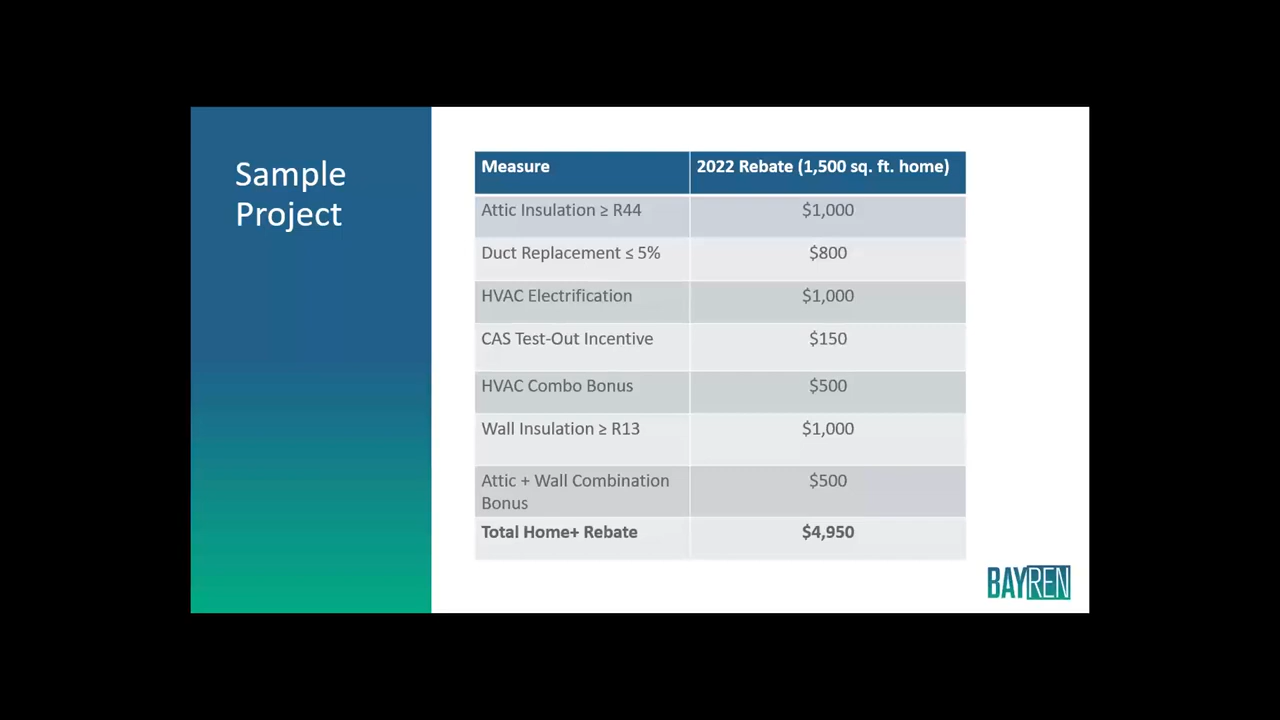 Sample
Project
Measure 2022 Rebate (1,500 sq. ft. home)
Attic Insulation ≥ R44 $1,000
Duct Replacement ≤ 5% $800
HVAC Electrification $1,000
CAS Test-Out Incentive $150
HVAC Combo Bonus $500
Wall Insulation ≥ R13 $1,000
Attic + Wall Combination $500
Bonus
Total Home+ Rebate $4,950
BAYREN